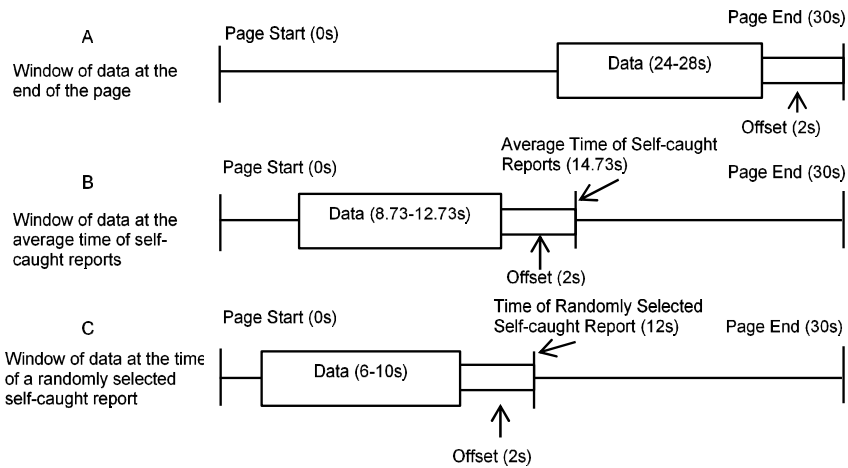 A
Window of data at the
end of the page
Page Start (0s)
Page End (30s)
Data (24-28s)
Offset (2s)
B
Window of data at the
average time of self-
caught reports
Page Start (0s)
Average Time of Self-caught
Reports (14.73s)
Page End (30s)
Data (8.73-12.73s)
Offset (2s)
C
Window of data at the time
of a randomly selected
self-caught report
Page Start (0s)
Time of Randomly Selected
Self-caught Report (12s)
Page End (30s)
Data (6-10s)
Offset (2s)